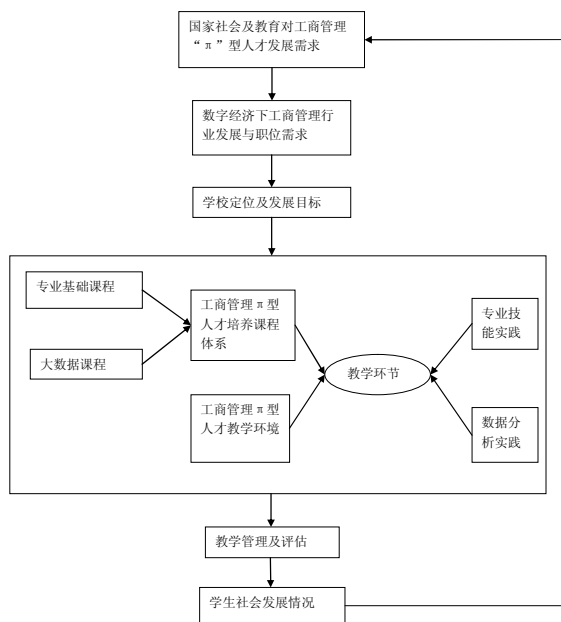 国家社会及教育对工商管理
“π”型人才发展需求
数字经济下工商管理行
业发展与职位需求
学校定位及发展目标
专业基础课程
大数据课程
工商管理π型
人才培养课程
体系
工商管理π型
人才教学环境
教学环节
专业技
能实践
数据分
析实践
教学管理及评估
学生社会发展情况